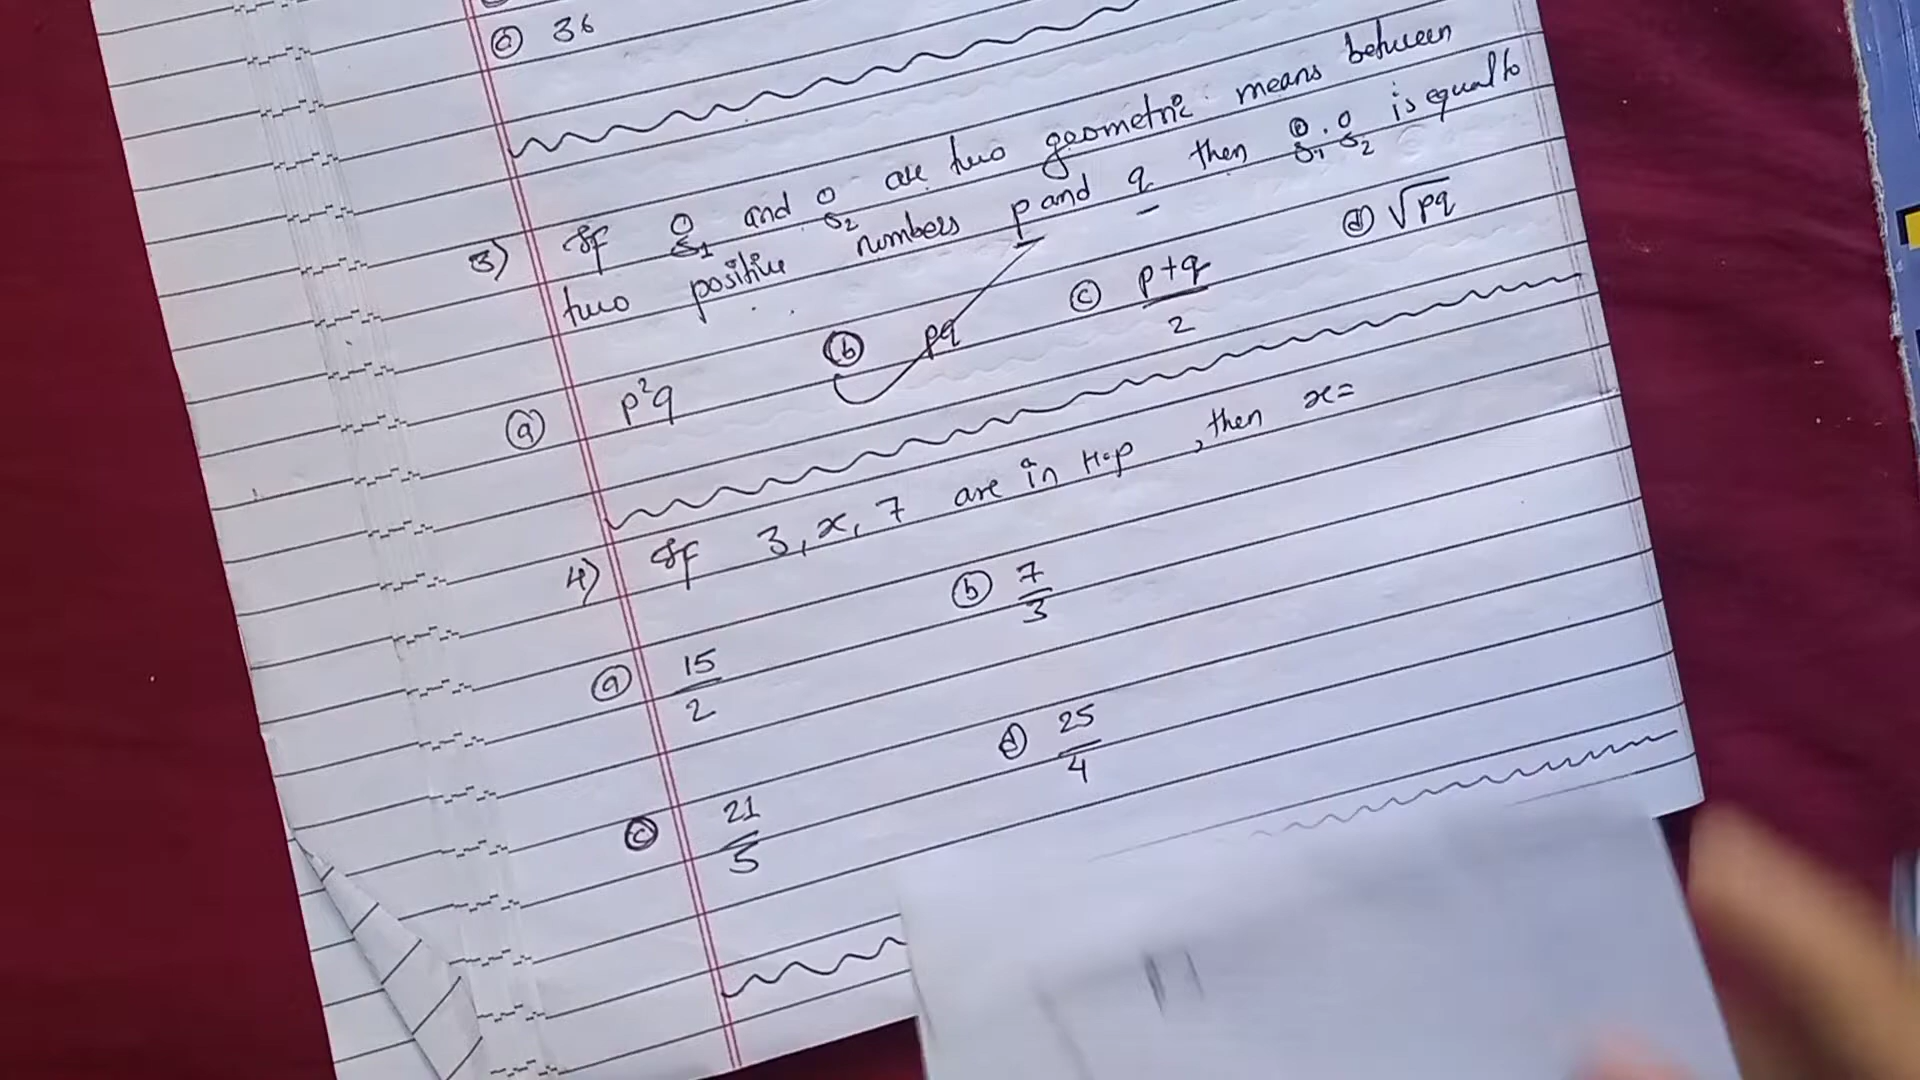 36
3) If g1 and g2 are two geometric means between
two positive numbers p and q then g1 . g2 is equal to
(a) p²q (b) pq (c) p+q/2 (d) √pq
4) If 3, x, 7 are in H.p , then x=
(a) 15/2 (b) 7/3
(c) 21/5 (d) 25/4